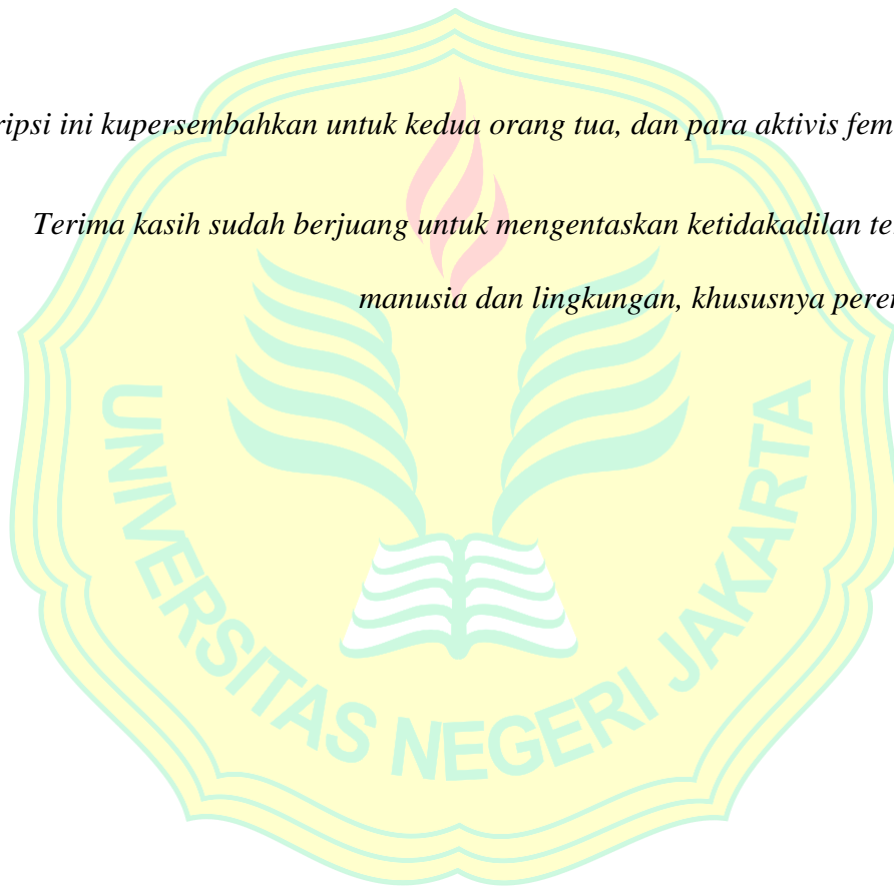 ripsi ini kupersembahkan untuk kedua orang tua, dan para aktivis fem
Terima kasih sudah berjuang untuk mengentaskan ketidakadilan te
manusia dan lingkungan, khususnya perer
UNIVERSITAS NEGERI JAKARTA